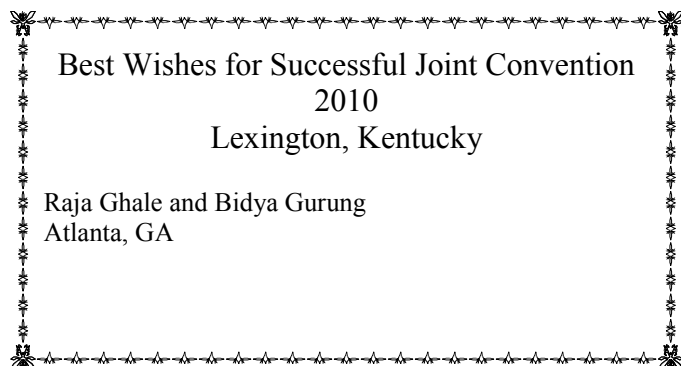 Best Wishes for Successful Joint Convention
2010
Lexington, Kentucky
Raja Ghale and Bidya Gurung
Atlanta, GA